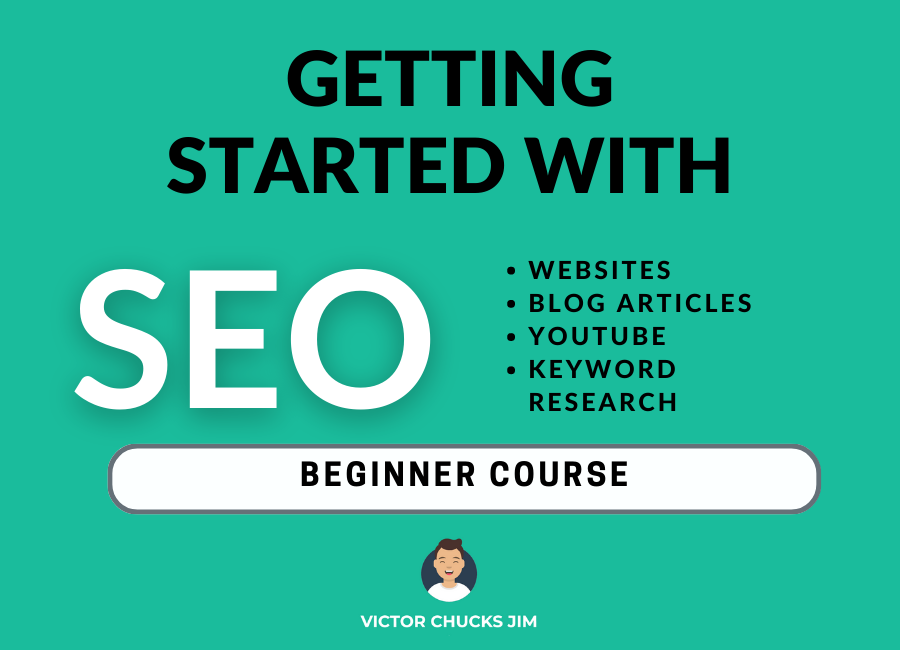 GETTING
STARTED WITH
SEO
• WEBSITES
• BLOG ARTICLES
• YOUTUBE
• KEYWORD
RESEARCH
BEGINNER COURSE
VICTOR CHUCKS JIM